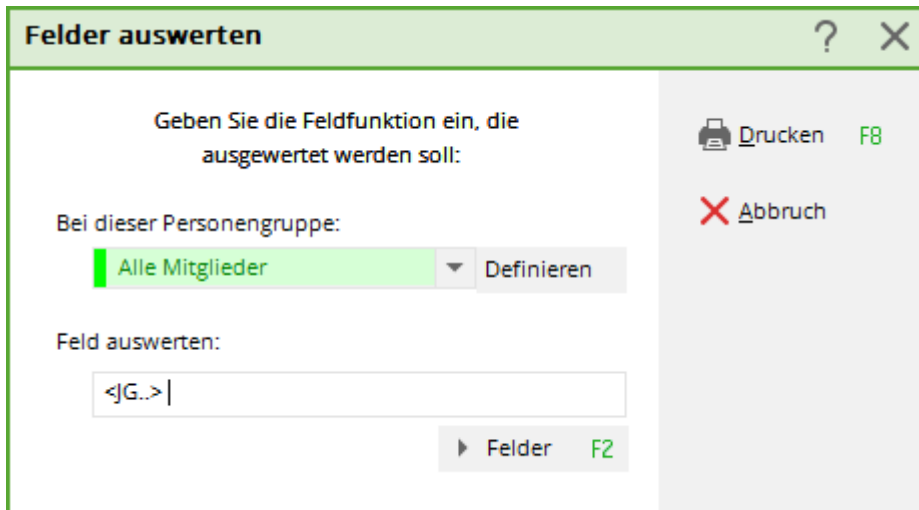 Felder auswerten
?
Geben Sie die Feldfunktion ein, die
ausgewertet werden soll:
Drucken F8
Abbruch
Bei dieser Personengruppe:
Alle Mitglieder
Definieren
Feld auswerten:
<JG..>
Felder F2